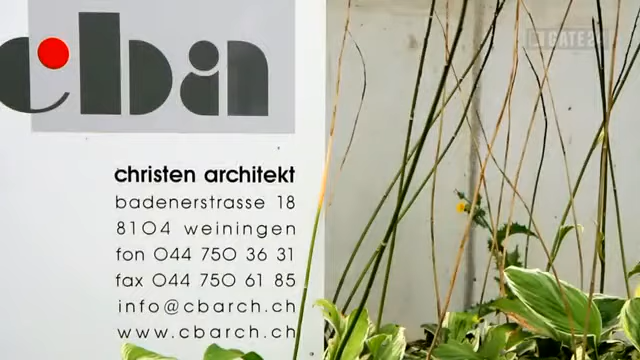 cba
christen architekt
badenerstrasse 18
8104 weiningen
fon 044 750 36 31
fax 044 750 61 85
info@cbarch.ch
www.cbarch.ch